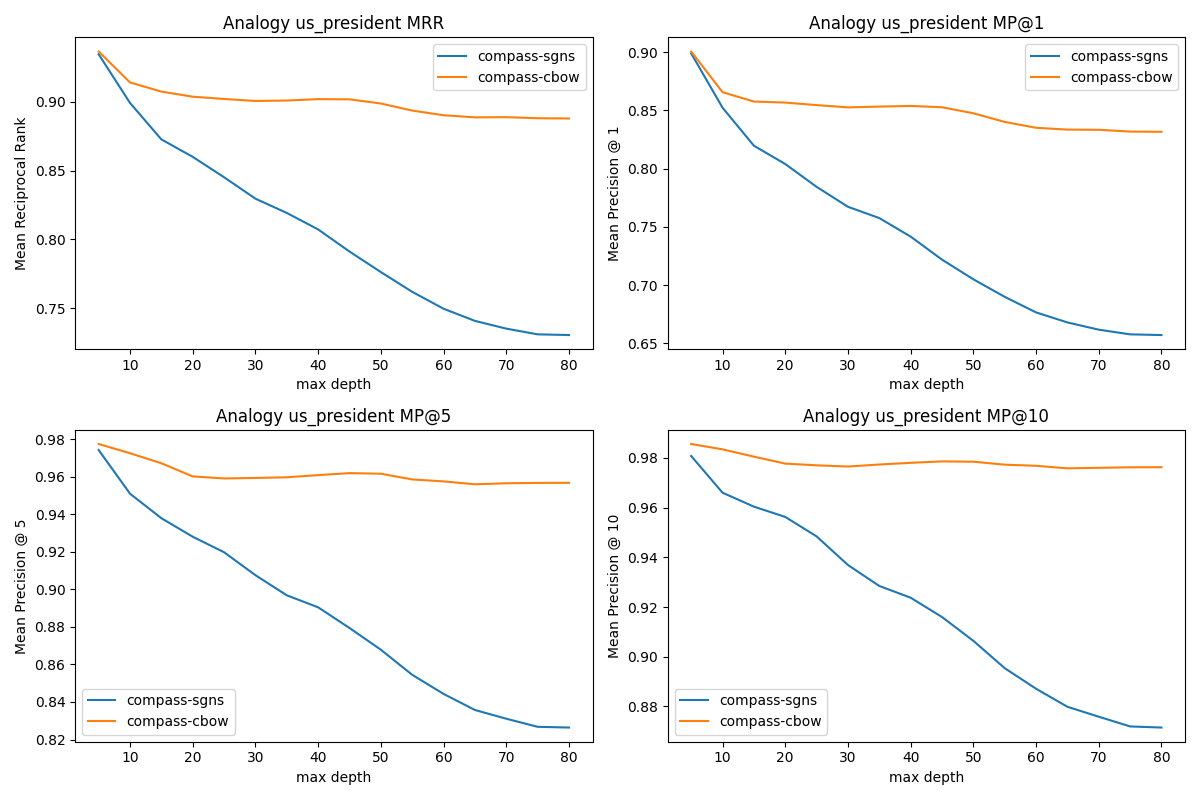 Analogy us_president MRR
Mean Reciprocal Rank
0.90
0.85
0.80
0.75
compass-sgns
compass-cbow
10 20 30 40 50 60 70 80
max depth
Analogy us_president MP@1
Mean Precision @ 1
0.90
0.85
0.80
0.75
0.70
0.65
compass-sgns
compass-cbow
10 20 30 40 50 60 70 80
max depth
Analogy us_president MP@5
Mean Precision @ 5
0.98
0.96
0.94
0.92
0.90
0.88
0.86
0.84
0.82
compass-sgns
compass-cbow
10 20 30 40 50 60 70 80
max depth
Analogy us_president MP@10
Mean Precision @ 10
0.98
0.96
0.94
0.92
0.90
0.88
compass-sgns
compass-cbow
10 20 30 40 50 60 70 80
max depth